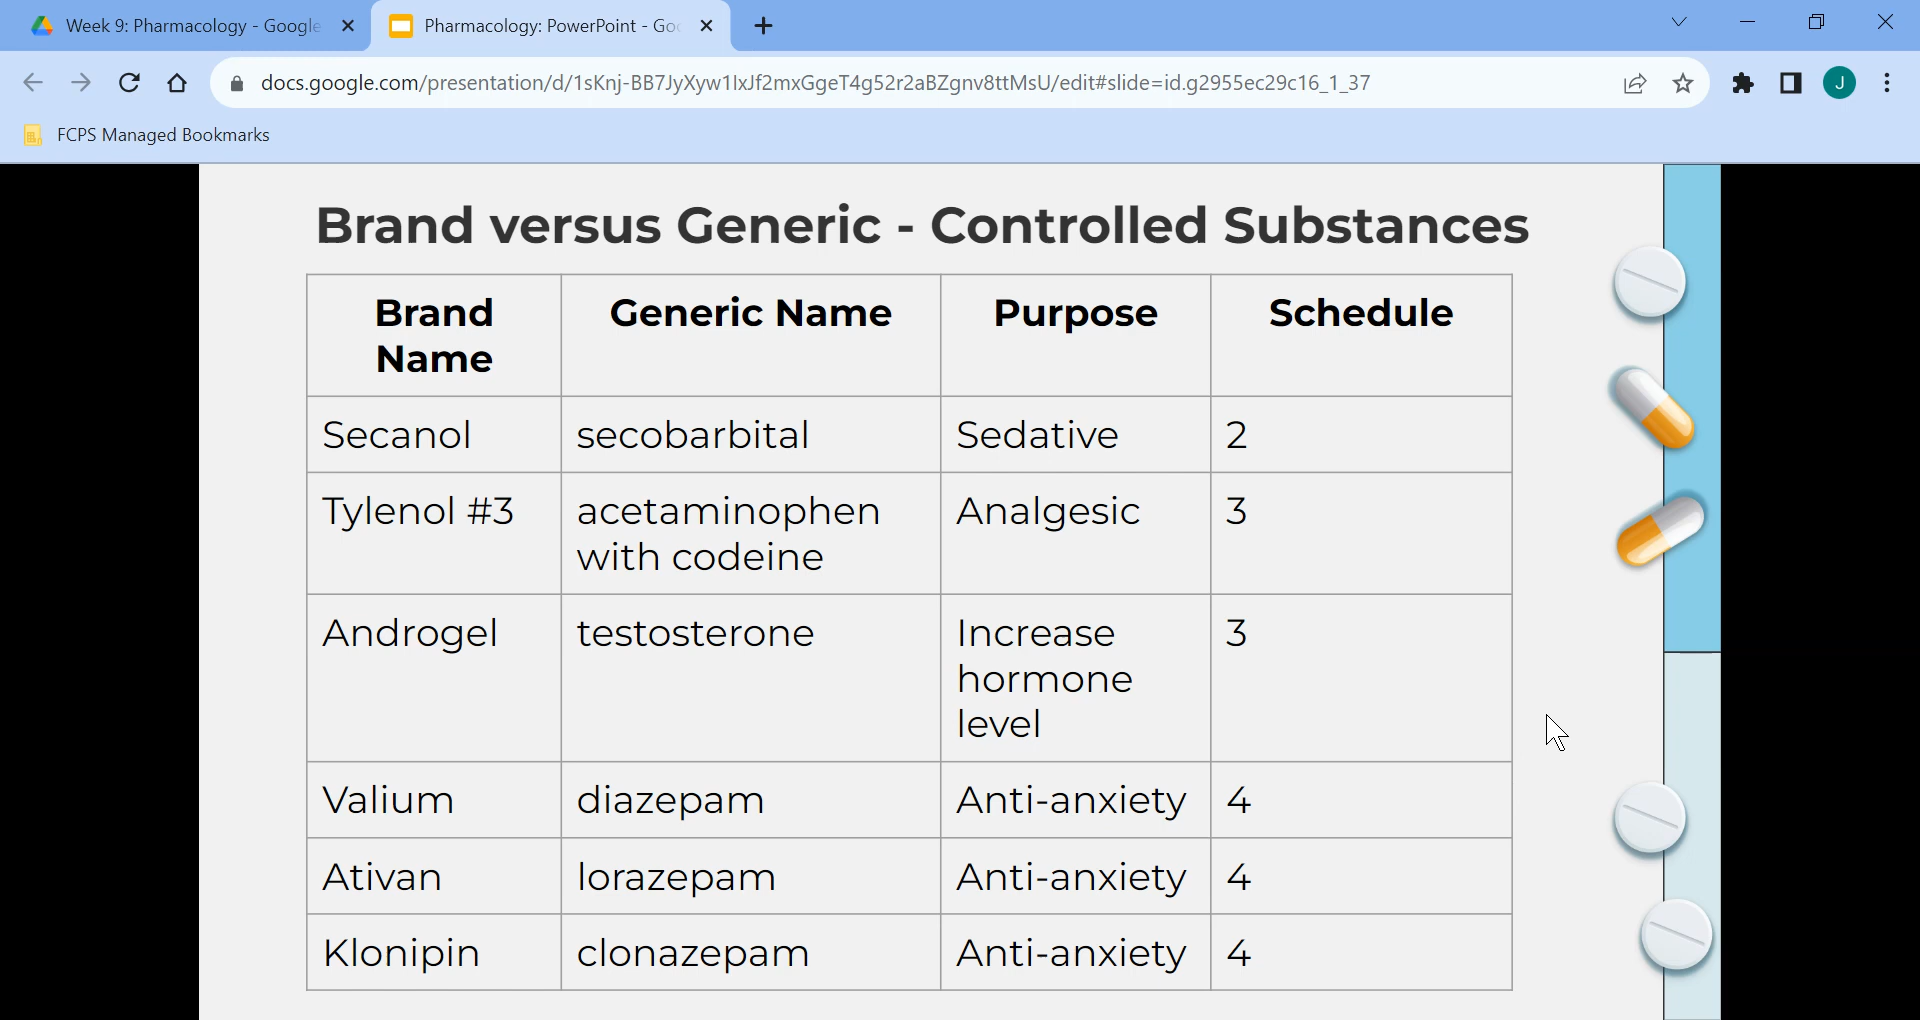 Week 9: Pharmacology - Google
Pharmacology: PowerPoint - Goo
docs.google.com/presentation/d/1sKnj-BB7JyXyw1IxJf2mxGgeT4g52r2aBZgnv8ttMsU/edit#slide=id.g2955ec29c16_1_37
J
FCPS Managed Bookmarks
Brand versus Generic - Controlled Substances
Brand
Name
Generic Name
Purpose
Schedule
Secanol
secobarbital
Sedative
2
Tylenol #3
acetaminophen
with codeine
Analgesic
3
Androgel
testosterone
Increase
hormone
level
3
Valium
diazepam
Anti-anxiety
4
Ativan
lorazepam
Anti-anxiety
4
Klonipin
clonazepam
Anti-anxiety
4